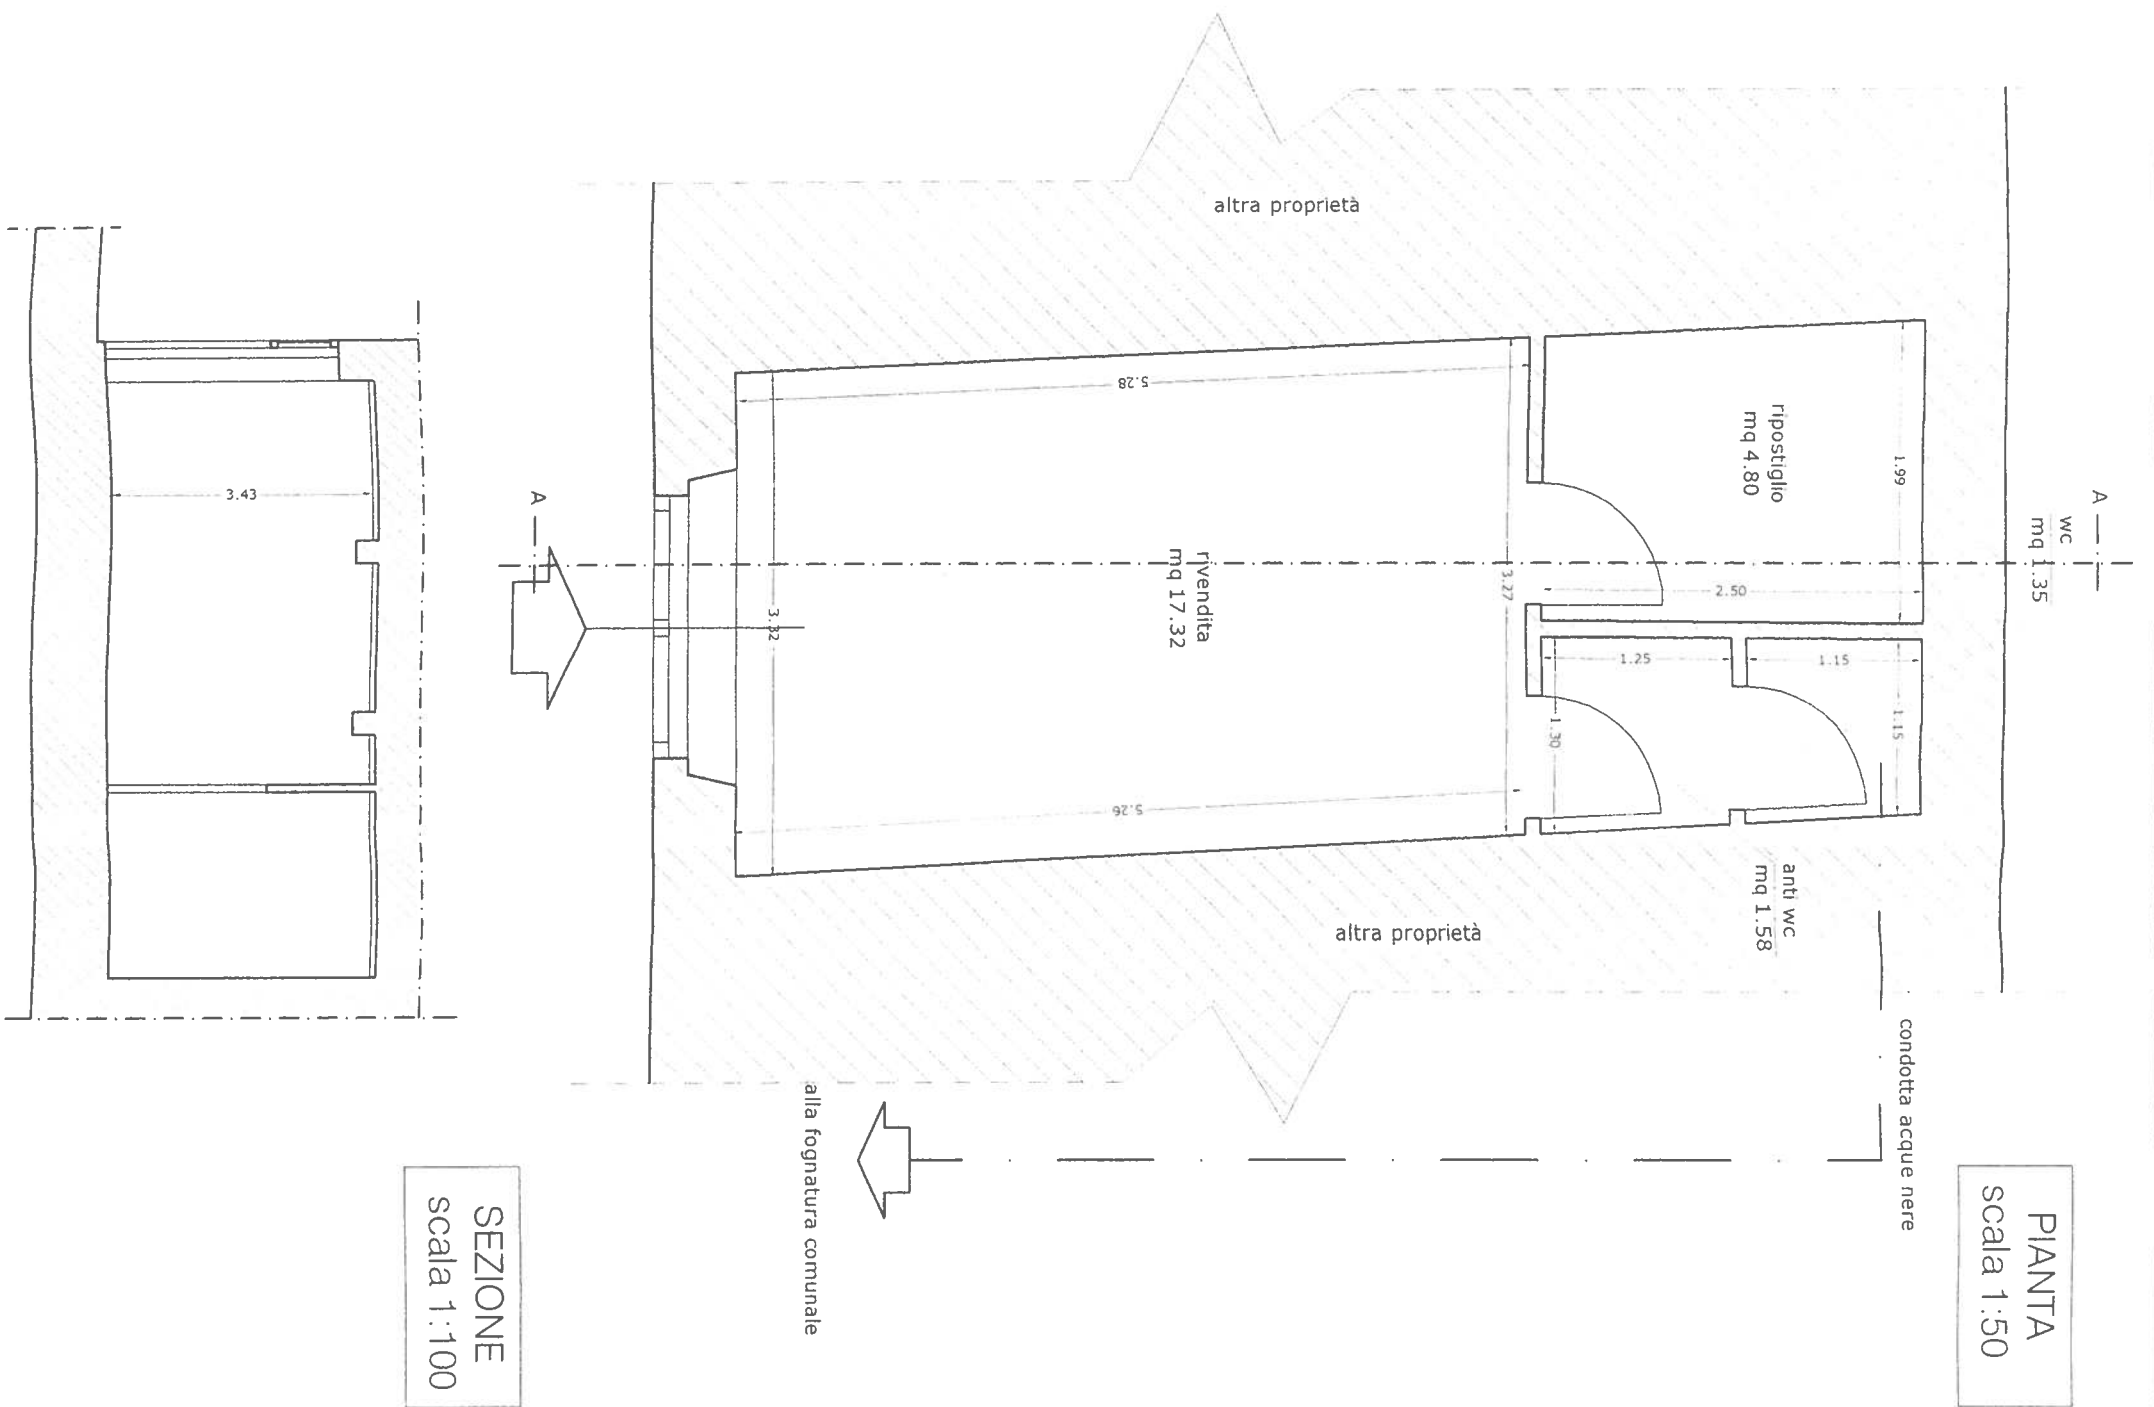 PIANTA
scala 1:50
A
wc
mq 1.35
1.99
ripostiglio
mq 4.80
2.50
1.15
1.15
1.25
1.30
anti wc
mq 1.58
condotta acque nere
altra proprietà
5.28
3.27
rivendita
mq 17.32
3.32
5.26
altra proprietà
alla fognatura comunale
A
SEZIONE
scala 1:100
3.43